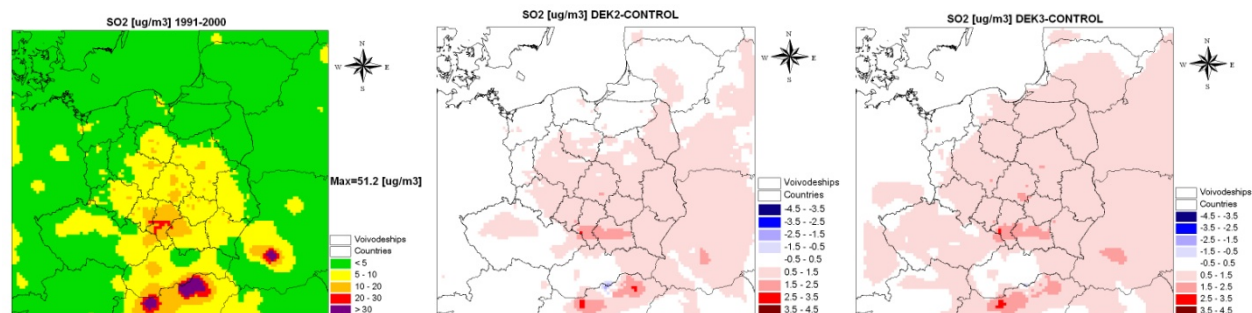 SO2 [ug/m3] 1991-2000
N
W E
S
Max=51.2 [ug/m3]
Voivodeships
Countries
< 5
5 - 10
10 - 20
20 - 30
> 30
SO2 [ug/m3] DEK2-CONTROL
N
W E
S
Voivodeships
Countries
-4.5 - -3.5
-3.5 - -2.5
-2.5 - -1.5
-1.5 - -0.5
-0.5 - 0.5
0.5 - 1.5
1.5 - 2.5
2.5 - 3.5
3.5 - 4.5
SO2 [ug/m3] DEK3-CONTROL
N
W E
S
Voivodeships
Countries
-4.5 - -3.5
-3.5 - -2.5
-2.5 - -1.5
-1.5 - -0.5
-0.5 - 0.5
0.5 - 1.5
1.5 - 2.5
2.5 - 3.5
3.5 - 4.5